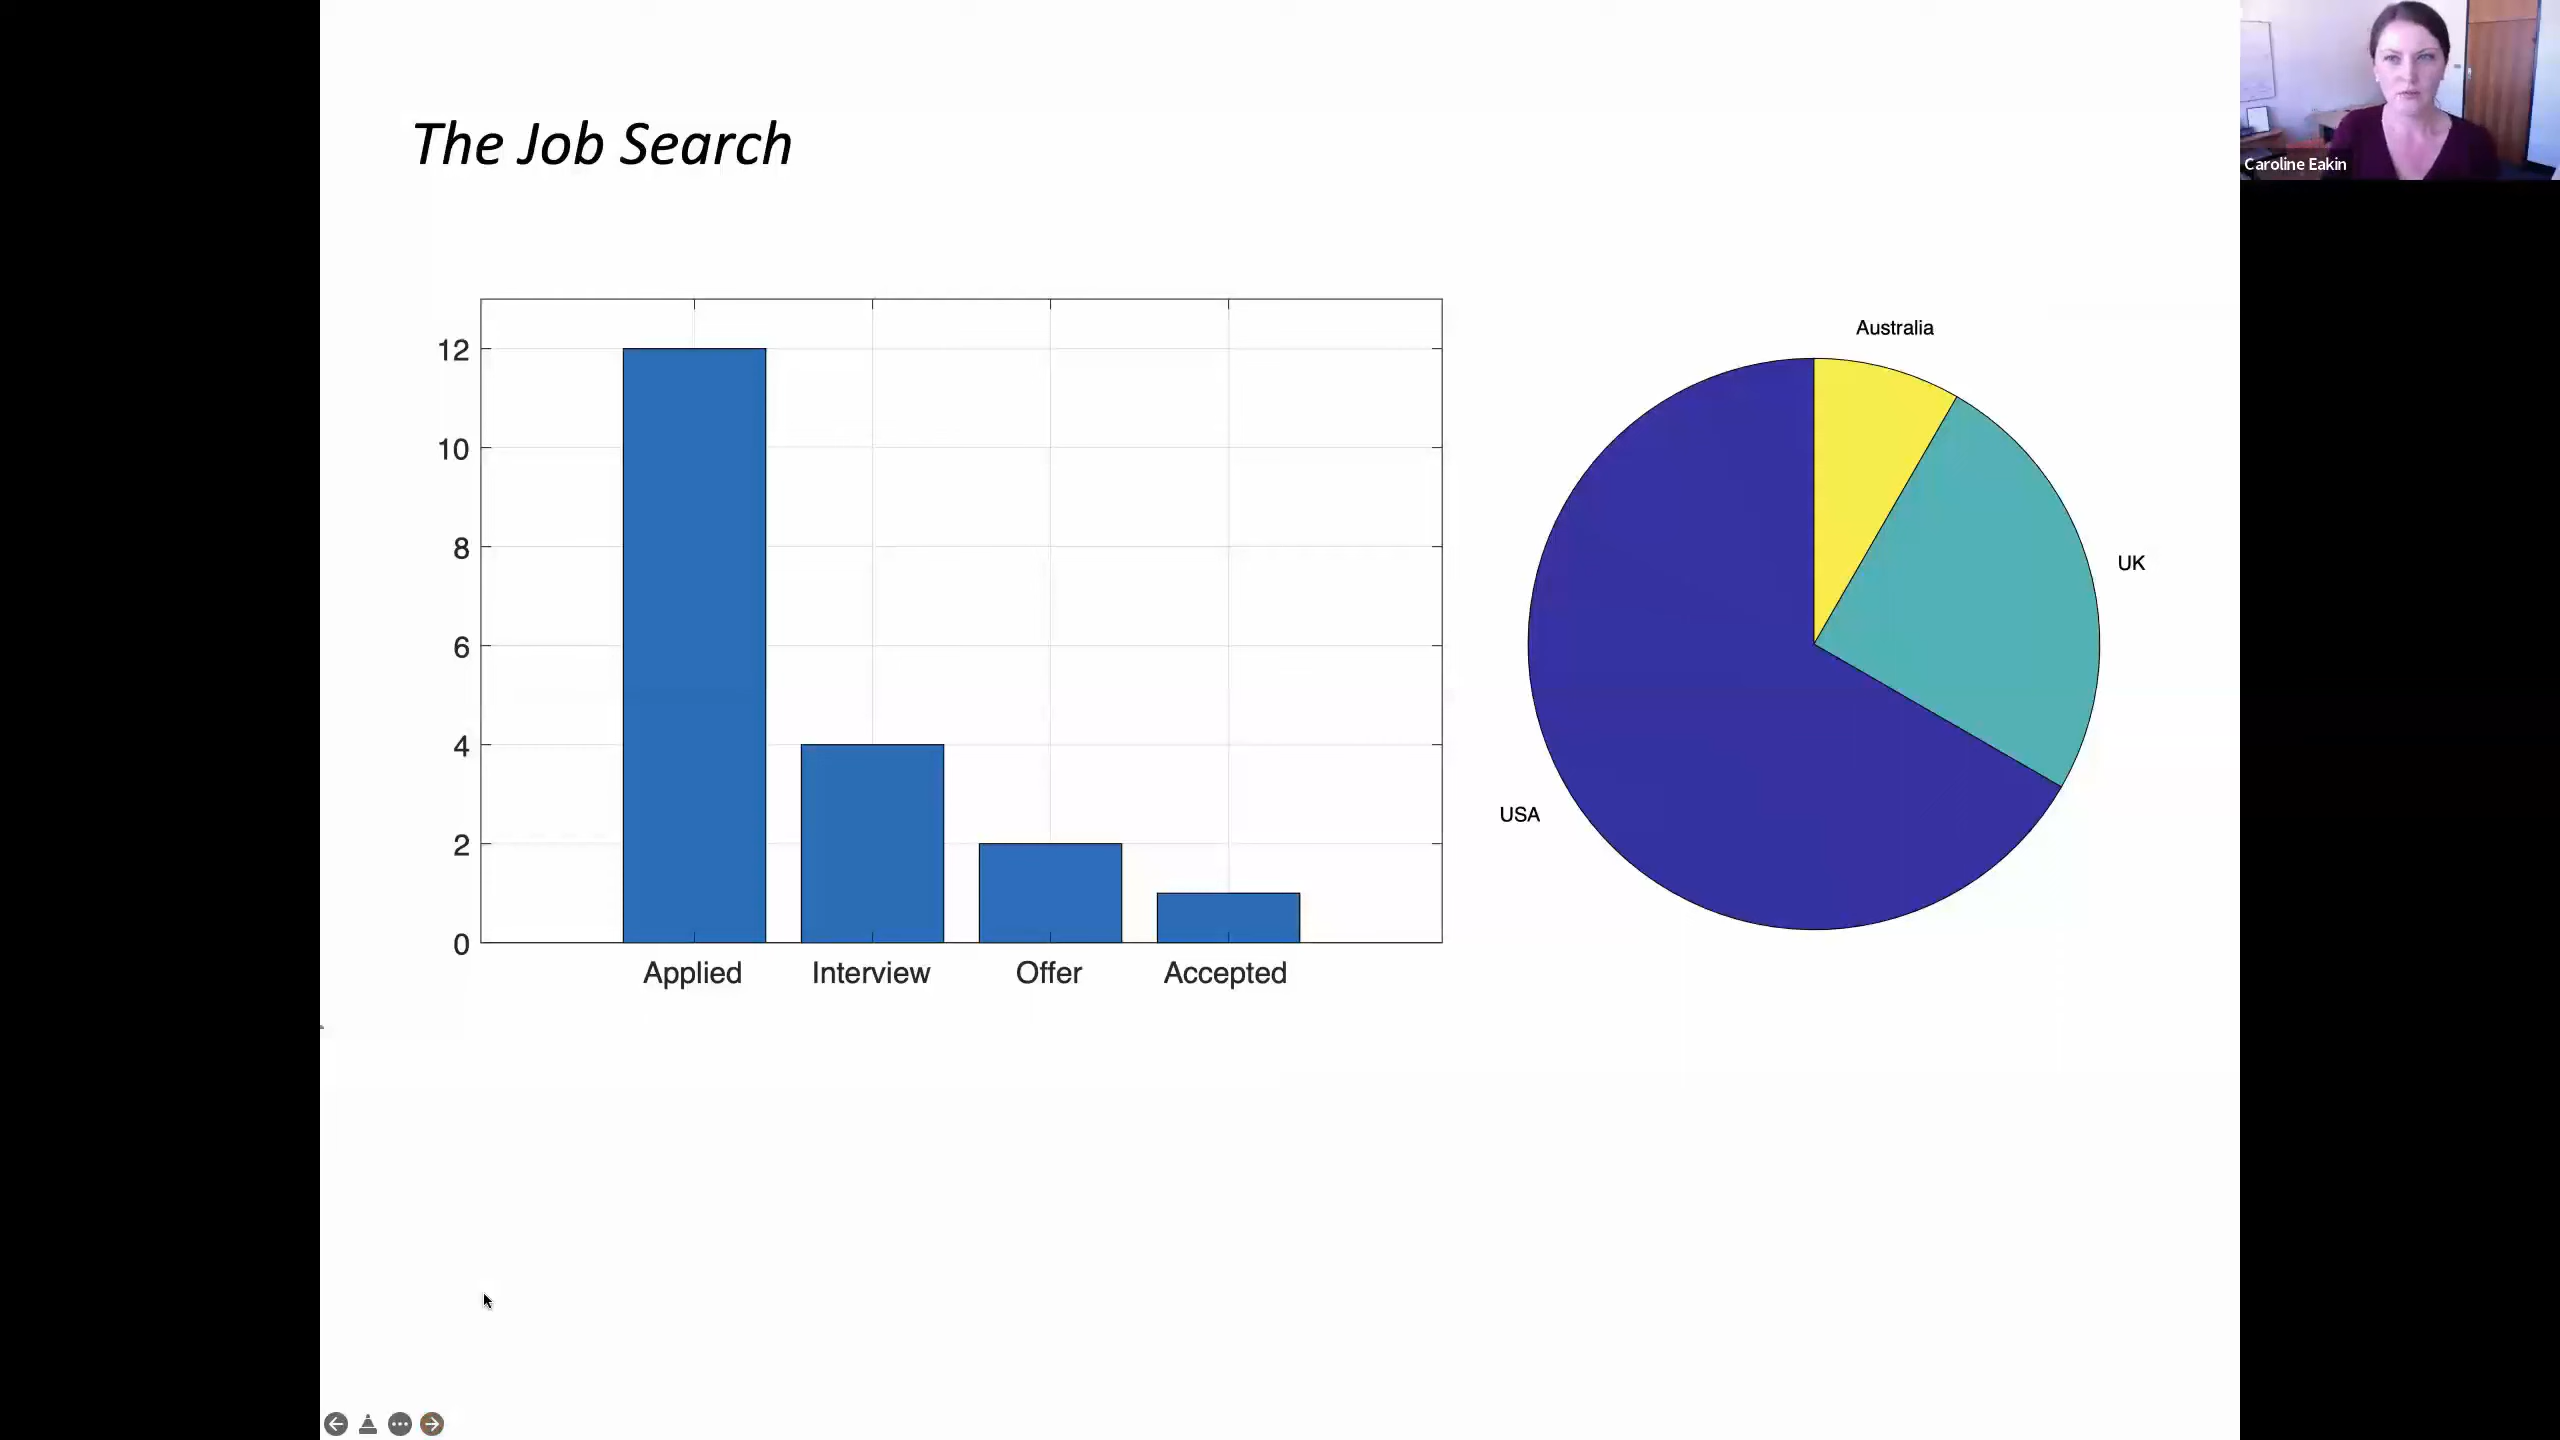 The Job Search
Caroline Eakin
12
10
8
6
4
2
0
Applied
Interview
Offer
Accepted
Australia
UK
USA